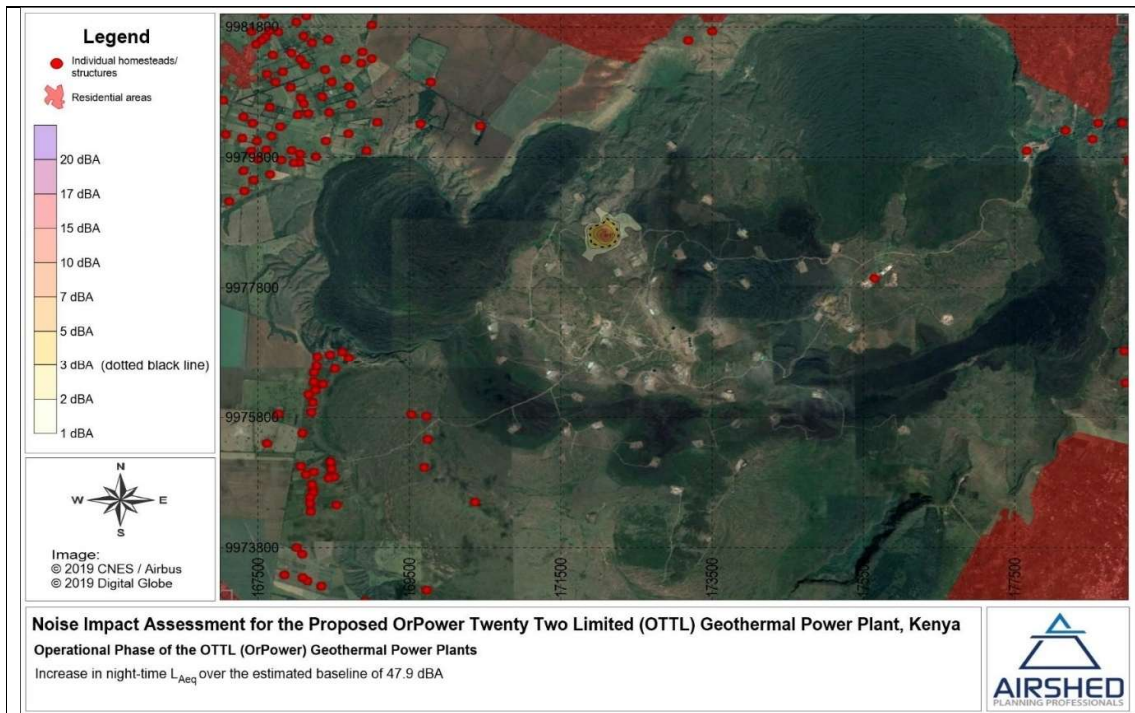 Legend
Individual homesteads/
structures
Residential areas
20 dBA
17 dBA
15 dBA
10 dBA
7 dBA
5 dBA
3 dBA (dotted black line)
2 dBA
1 dBA
N
W E
S
Image:
© 2019 CNES / Airbus
© 2019 Digital Globe
9981800
9979800
9977800
9975800
9973800
167500
169500
171500
173500
175500
177500
Noise Impact Assessment for the Proposed OrPower Twenty Two Limited (OTTL) Geothermal Power Plant, Kenya
Operational Phase of the OTTL (OrPower) Geothermal Power Plants
Increase in night-time LAeq over the estimated baseline of 47.9 dBA
AIRSHED
PLANNING PROFESSIONALS